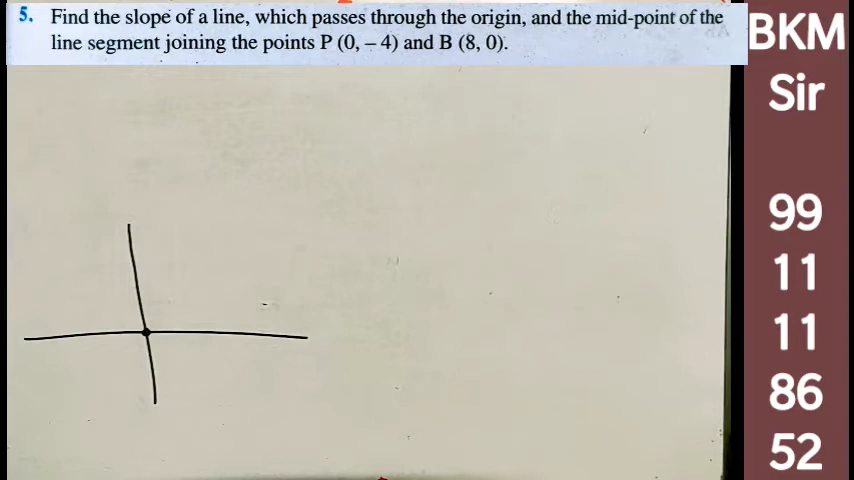 5. Find the slope of a line, which passes through the origin, and the mid-point of the
line segment joining the points P (0, – 4) and B (8, 0).
BKM
Sir
99
11
11
86
52